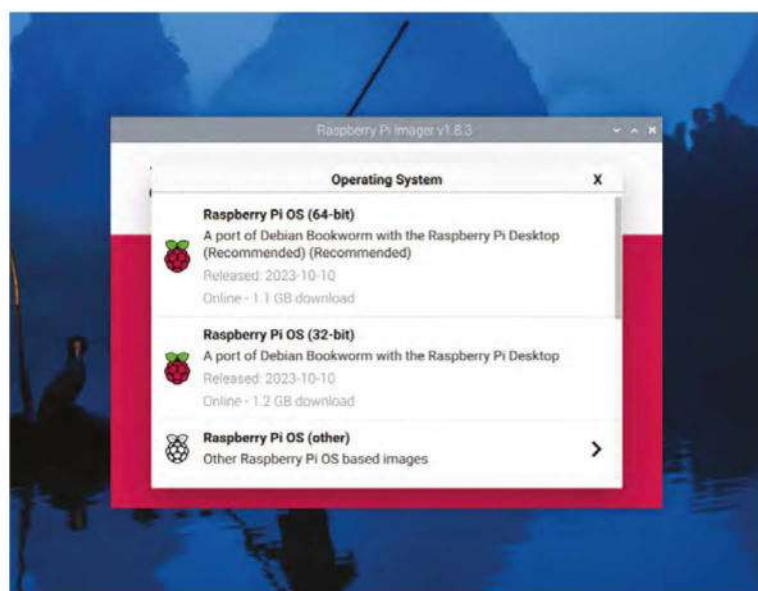 Raspberry Pi Imager v1.8.3
Operating System X
Raspberry Pi OS (64-bit)
A port of Debian Bookworm with the Raspberry Pi Desktop
(Recommended) (Recommended)
Released: 2023-10-10
Online - 1.1 GB download
Raspberry Pi OS (32-bit)
A port of Debian Bookworm with the Raspberry Pi Desktop
Released: 2023-10-10
Online - 1.2 GB download
Raspberry Pi OS (other)
Other Raspberry Pi OS based images